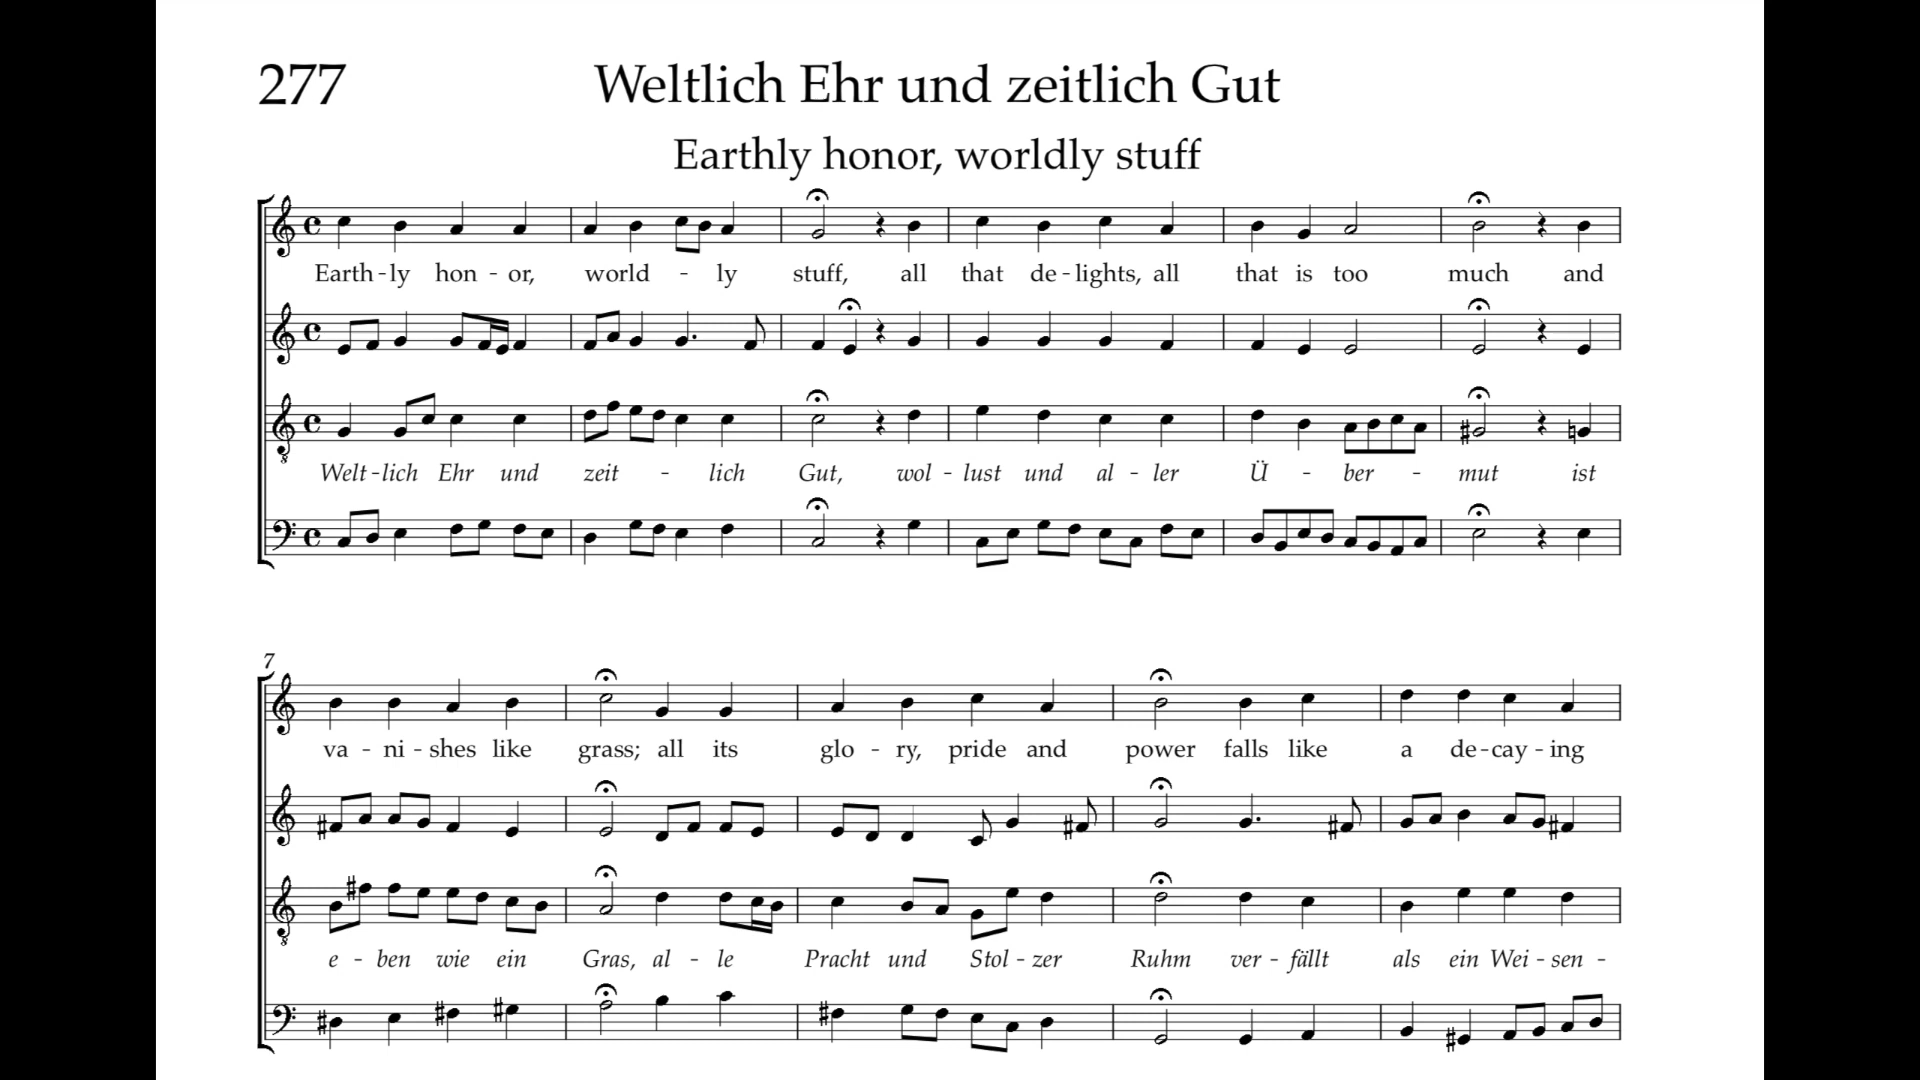 277
Weltlich Ehr und zeitlich Gut
Earthly honor, worldly stuff
Earth - ly hon - or, world - ly stuff, all that de - lights, all that is too much and
Welt - lich Ehr und zeit - lich Gut, wol - lust und al - ler Ü - ber - mut ist
7
va - ni - shes like grass; all its glo - ry, pride and power falls like a de - cay - ing
e - ben wie ein Gras, al - le Pracht und Stol - zer Ruhm ver - fällt als ein Wei - sen -